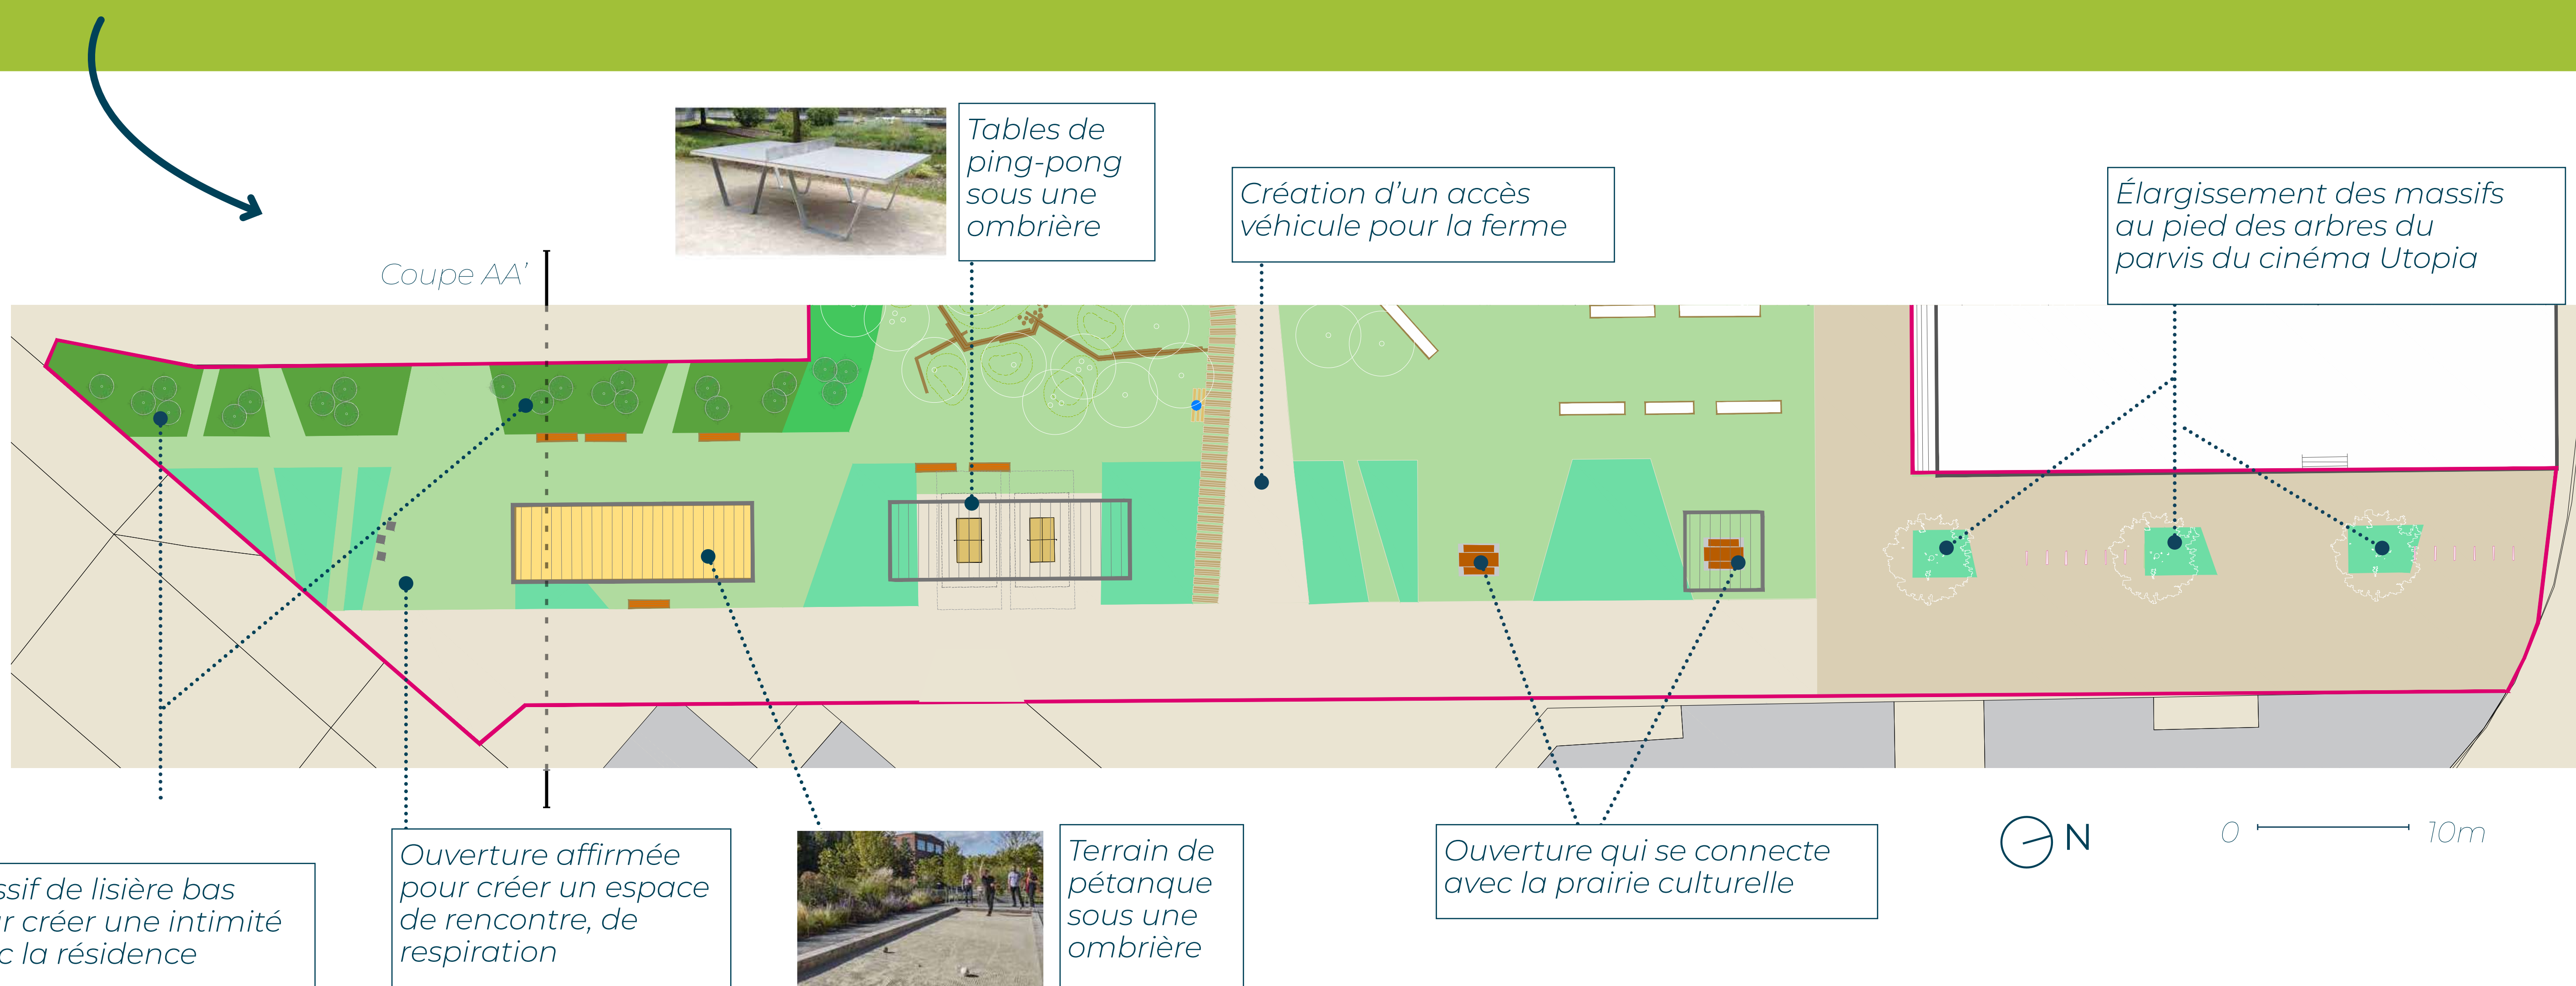 Tables de
ping-pong
sous une
ombrière
Création d'un accès
véhicule pour la ferme
Élargissement des massifs
au pied des arbres du
parvis du cinéma Utopia
Coupe AA'
bas
de lisière
créer une intimité
la résidence
Ouverture affirmée
pour créer un espace
de rencontre, de
respiration
Terrain de
pétanque
sous une
ombrière
Ouverture qui se connecte
avec la prairie culturelle
N
0
10m